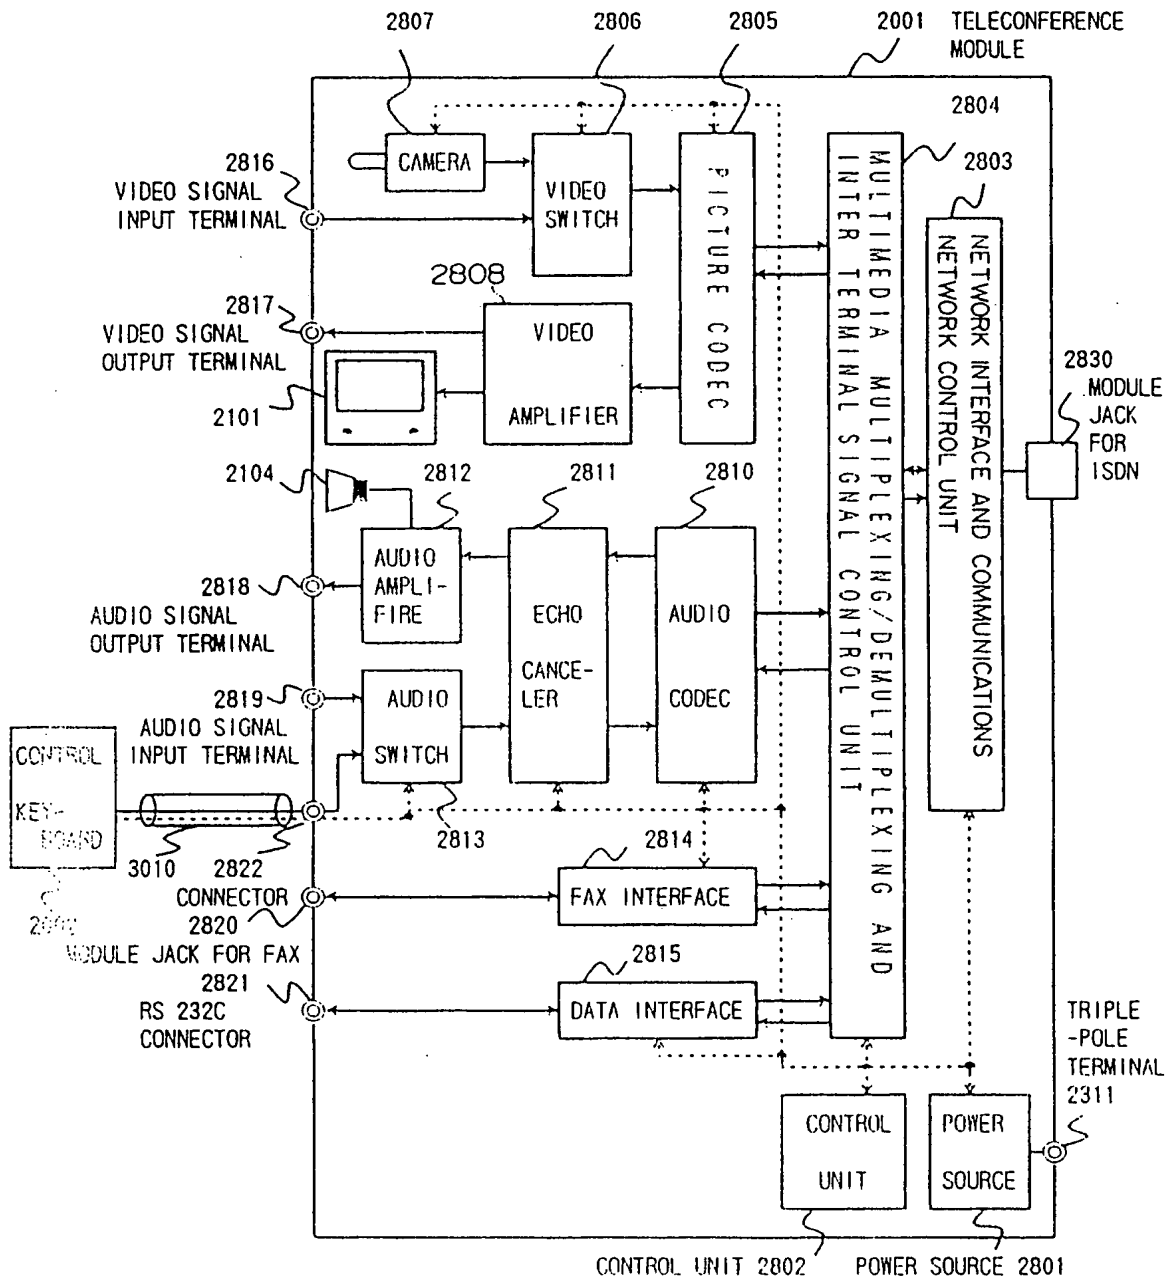 2807
2806
2805
2001 TELECONFERENCE
MODULE
2804
2803
2816
VIDEO SIGNAL
INPUT TERMINAL
CAMERA
VIDEO
SWITCH
PICTURE CODEC
MULTIMEDIA MULTIPLEXING/DEMULTIPLEXING AND
INTER TERMINAL SIGNAL CONTROL UNIT
NETWORK INTERFACE AND COMMUNICATIONS
NETWORK CONTROL UNIT
2808
2817
VIDEO SIGNAL
OUTPUT TERMINAL
VIDEO
AMPLIFIER
2101
2830
MODULE
JACK
FOR
ISDN
2104
2812
2811
2810
2818
AUDIO SIGNAL
OUTPUT TERMINAL
AUDIO
AMPLI-
FIRE
ECHO
CANCE-
LER
AUDIO
CODEC
2819
AUDIO SIGNAL
INPUT TERMINAL
AUDIO
SWITCH
CONTROL
KEY-
BOARD
3010
2822
CONNECTOR
2813
2814
FAX INTERFACE
2820
MODULE JACK FOR FAX
2821
RS 232C
CONNECTOR
2815
DATA INTERFACE
TRIPLE
-POLE
TERMINAL
2311
CONTROL
UNIT
POWER
SOURCE
CONTROL UNIT 2802
POWER SOURCE 2801